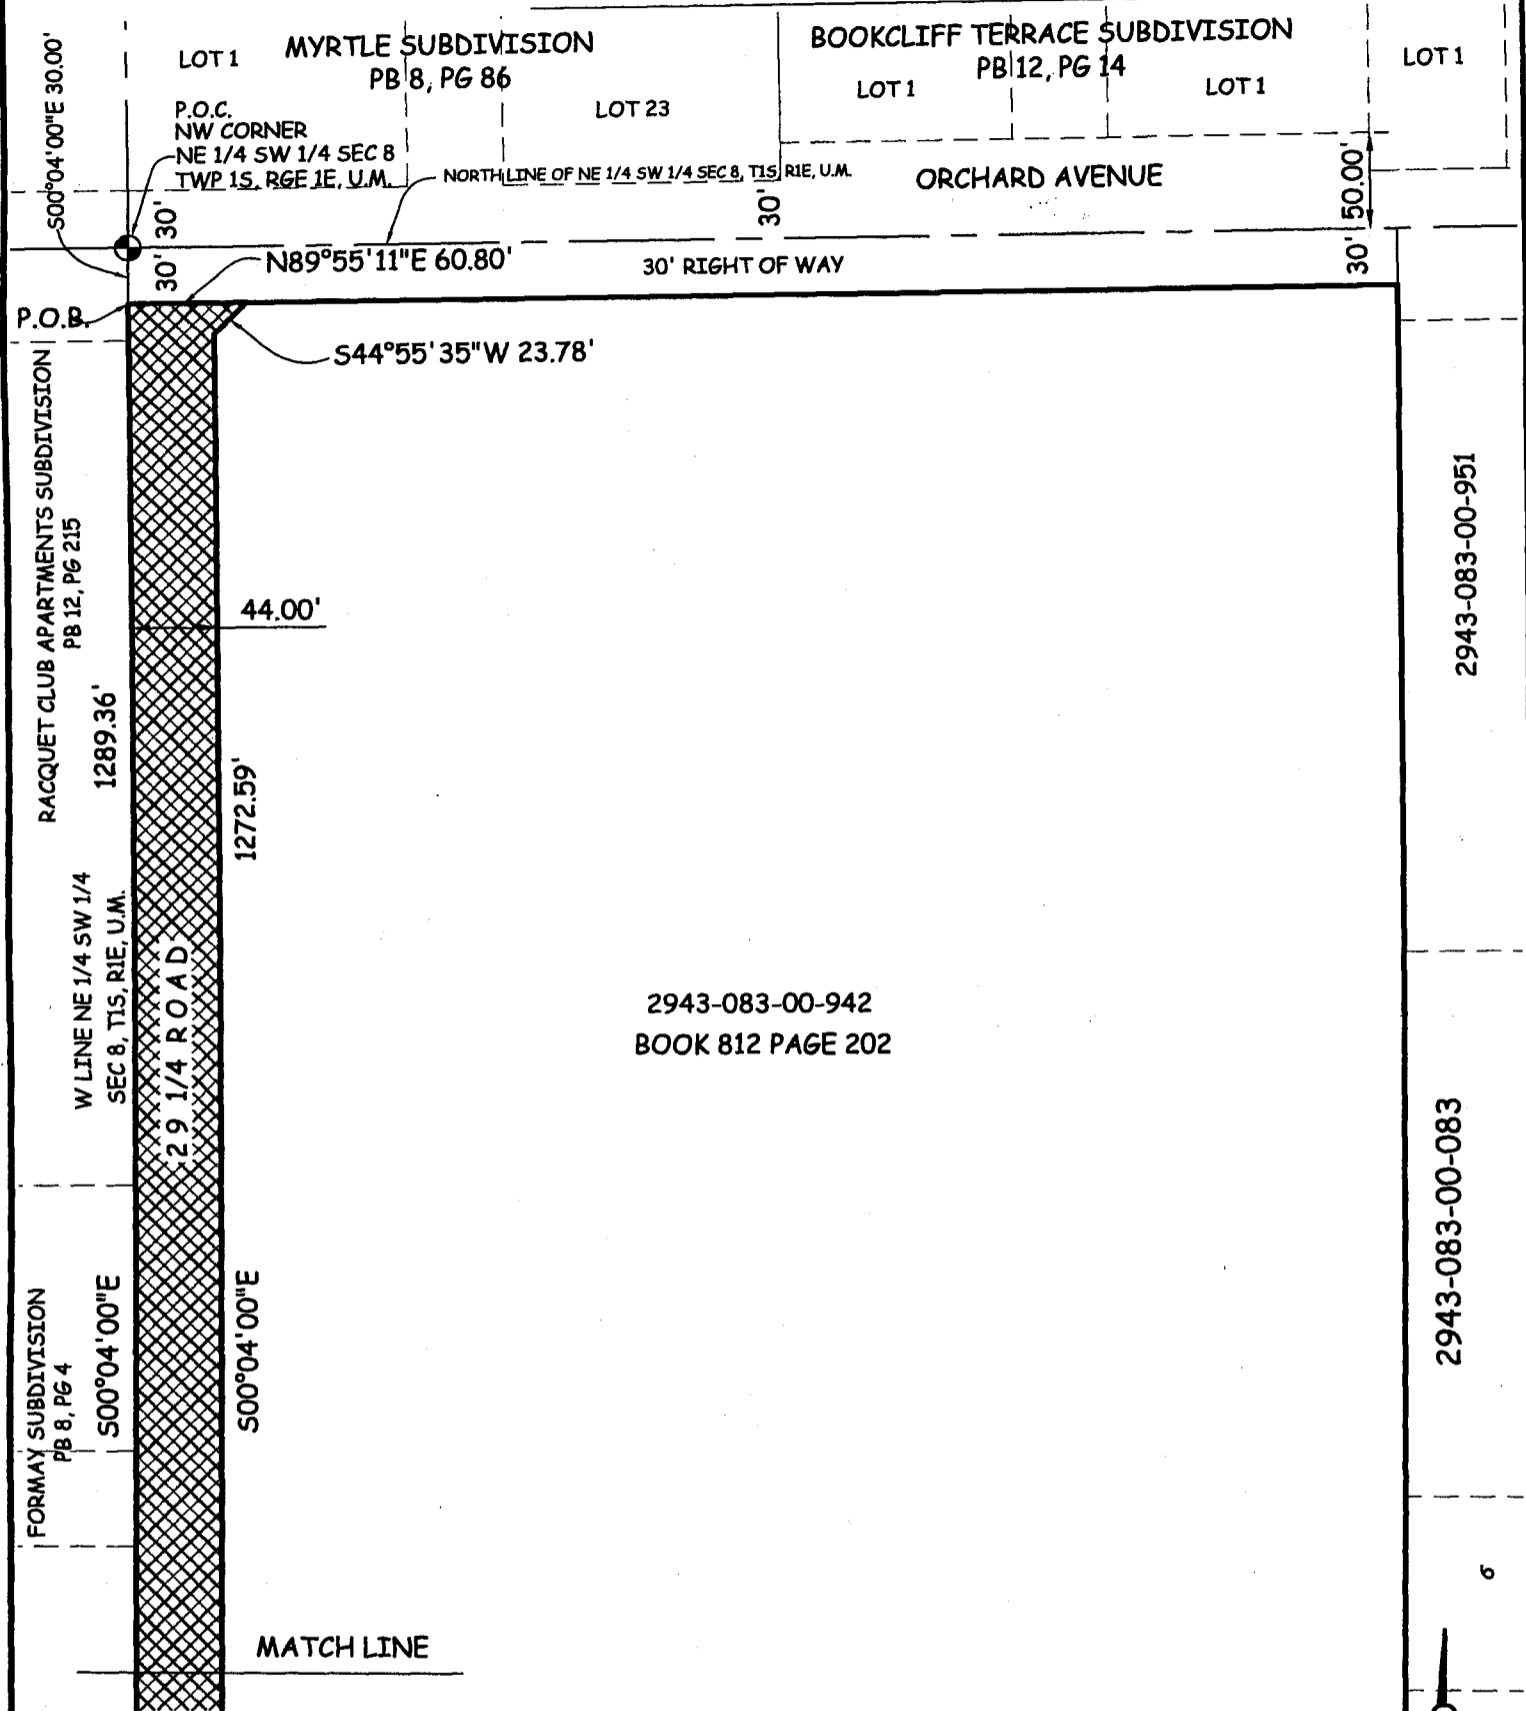 LOT 1
MYRTLE SUBDIVISION
PB 8, PG 86
LOT 23
BOOKCLIFF TERRACE SUBDIVISION
PB 12, PG 14
LOT 1
LOT 1
LOT 1
S00°04'00"E 30.00'
P.O.C.
NW CORNER
NE 1/4 SW 1/4 SEC 8
TWP 1S, RGE 1E, U.M.
NORTH LINE OF NE 1/4 SW 1/4 SEC 8, T1S, R1E, U.M.
ORCHARD AVENUE
50.00'
30'
30'
30'
30'
30' RIGHT OF WAY
N89°55'11"E 60.80'
P.O.B.
S44°55'35"W 23.78'
RACQUET CLUB APARTMENTS SUBDIVISION
PB 12, PG 215
44.00'
1289.36'
1272.59'
W LINE NE 1/4 SW 1/4
SEC 8, T1S, R1E, U.M.
29 1/4 ROAD
2943-083-00-942
BOOK 812 PAGE 202
2943-083-00-951
2943-083-00-083
FORMAY SUBDIVISION
PB 8, PG 4
S00°04'00"E
S00°04'00"E
MATCH LINE